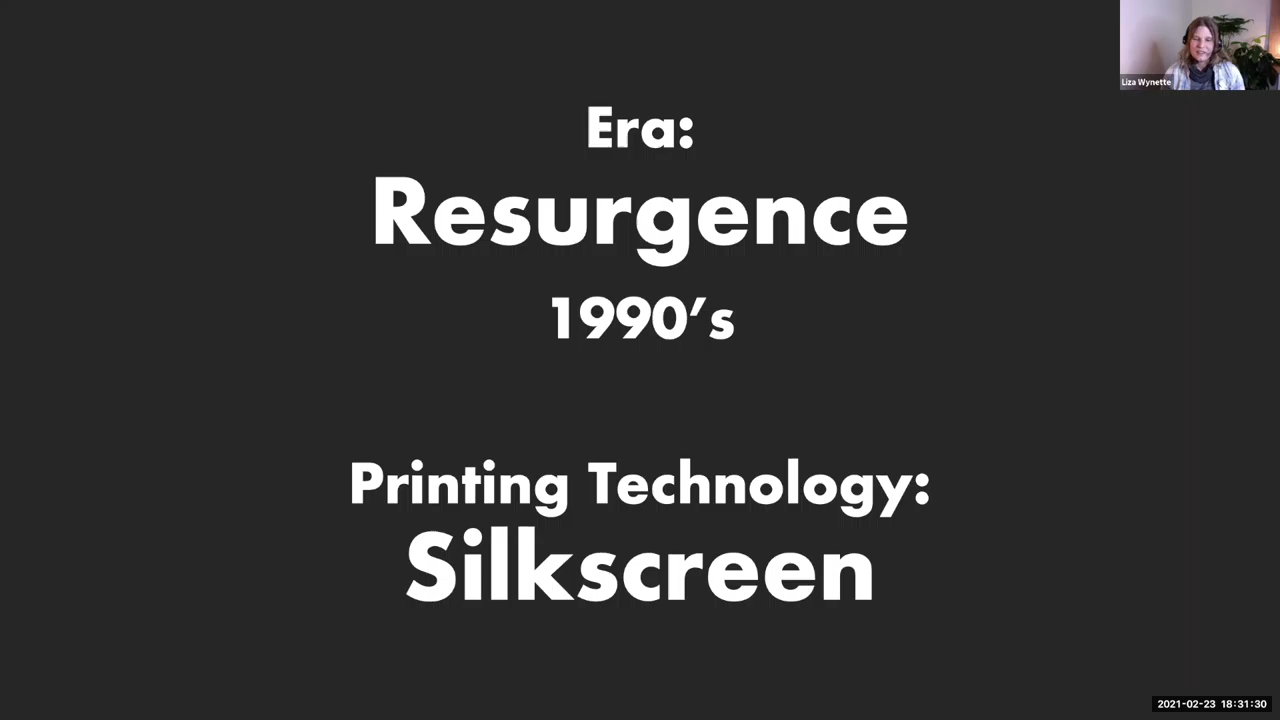 Liza Wynette
Era:
Resurgence
1990’s
Printing Technology:
Silkscreen
2021-02-23 18:31:30